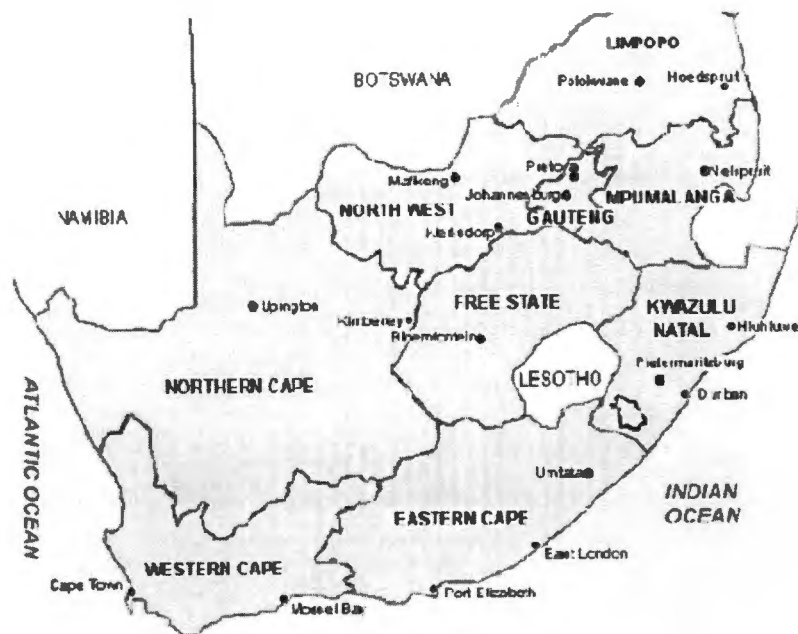 LIMPOPO
BOTSWANA
Polokwane
Hoedspruit
Mafikeng
Nelspruit
Johannesburg
MPUMALANGA
NAMIBIA
NORTH WEST
GAUTENG
Klerksdorp
Upington
FREE STATE
KWAZULU
NATAL
Kimberley
Hluhluwe
Bloemfontein
Pietermaritzburg
LESOTHO
NORTHERN CAPE
Durban
ATLANTIC OCEAN
Umtata
INDIAN
OCEAN
EASTERN CAPE
East London
WESTERN CAPE
Cape Town
Mossel Bay
Port Elizabeth